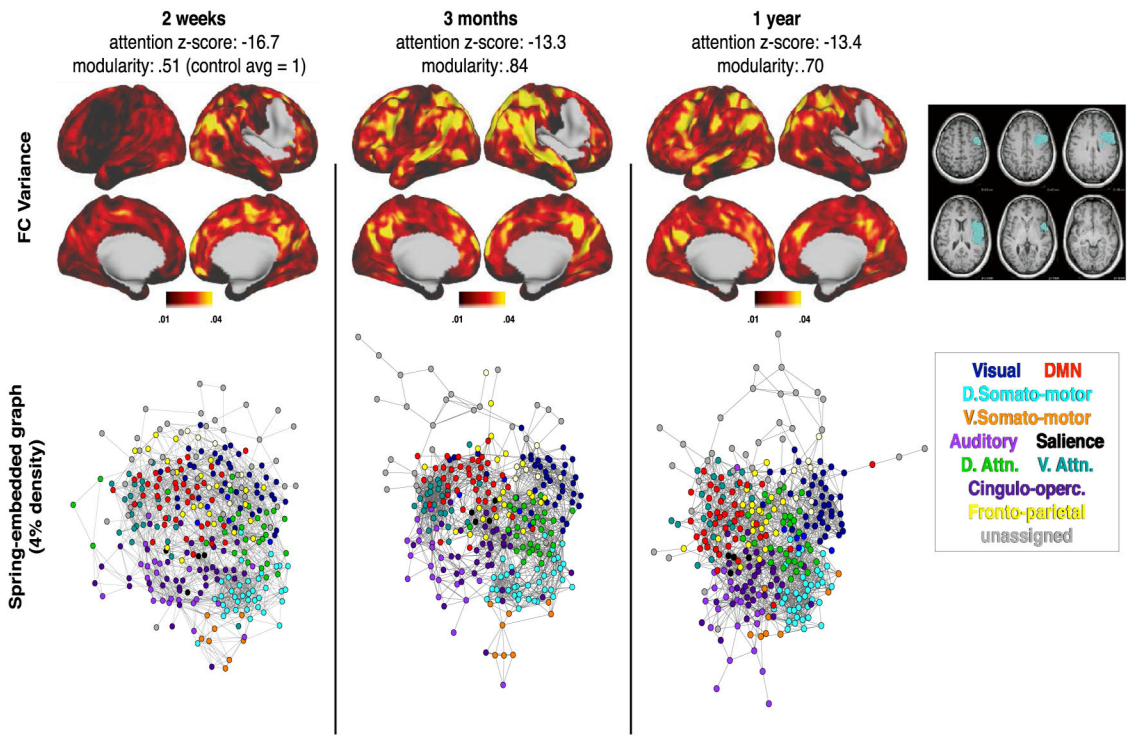 2 weeks
attention z-score: -16.7
modularity: .51 (control avg = 1)
3 months
attention z-score: -13.3
modularity:.84
1 year
attention z-score: -13.4
modularity:.70
FC Variance
.01 .04
.01 .04
.01 .04
Spring-embedded graph
(4% density)
Visual DMN
D.Somato-motor
V.Somato-motor
Auditory Salience
D. Attn. V. Attn.
Cingulo-operc.
Fronto-parietal
unassigned